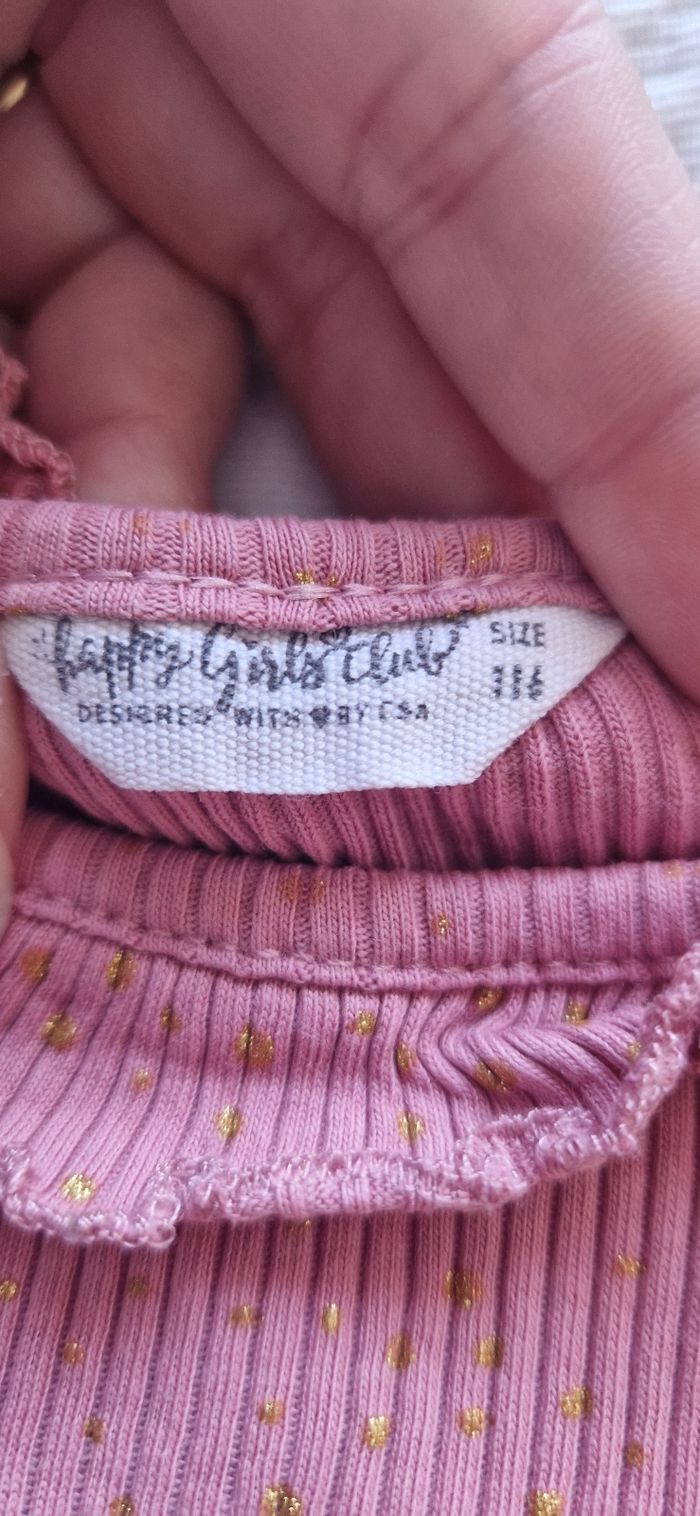 happy Girls Club
DESIGNED WITH ♥ BY C&A
SIZE
116